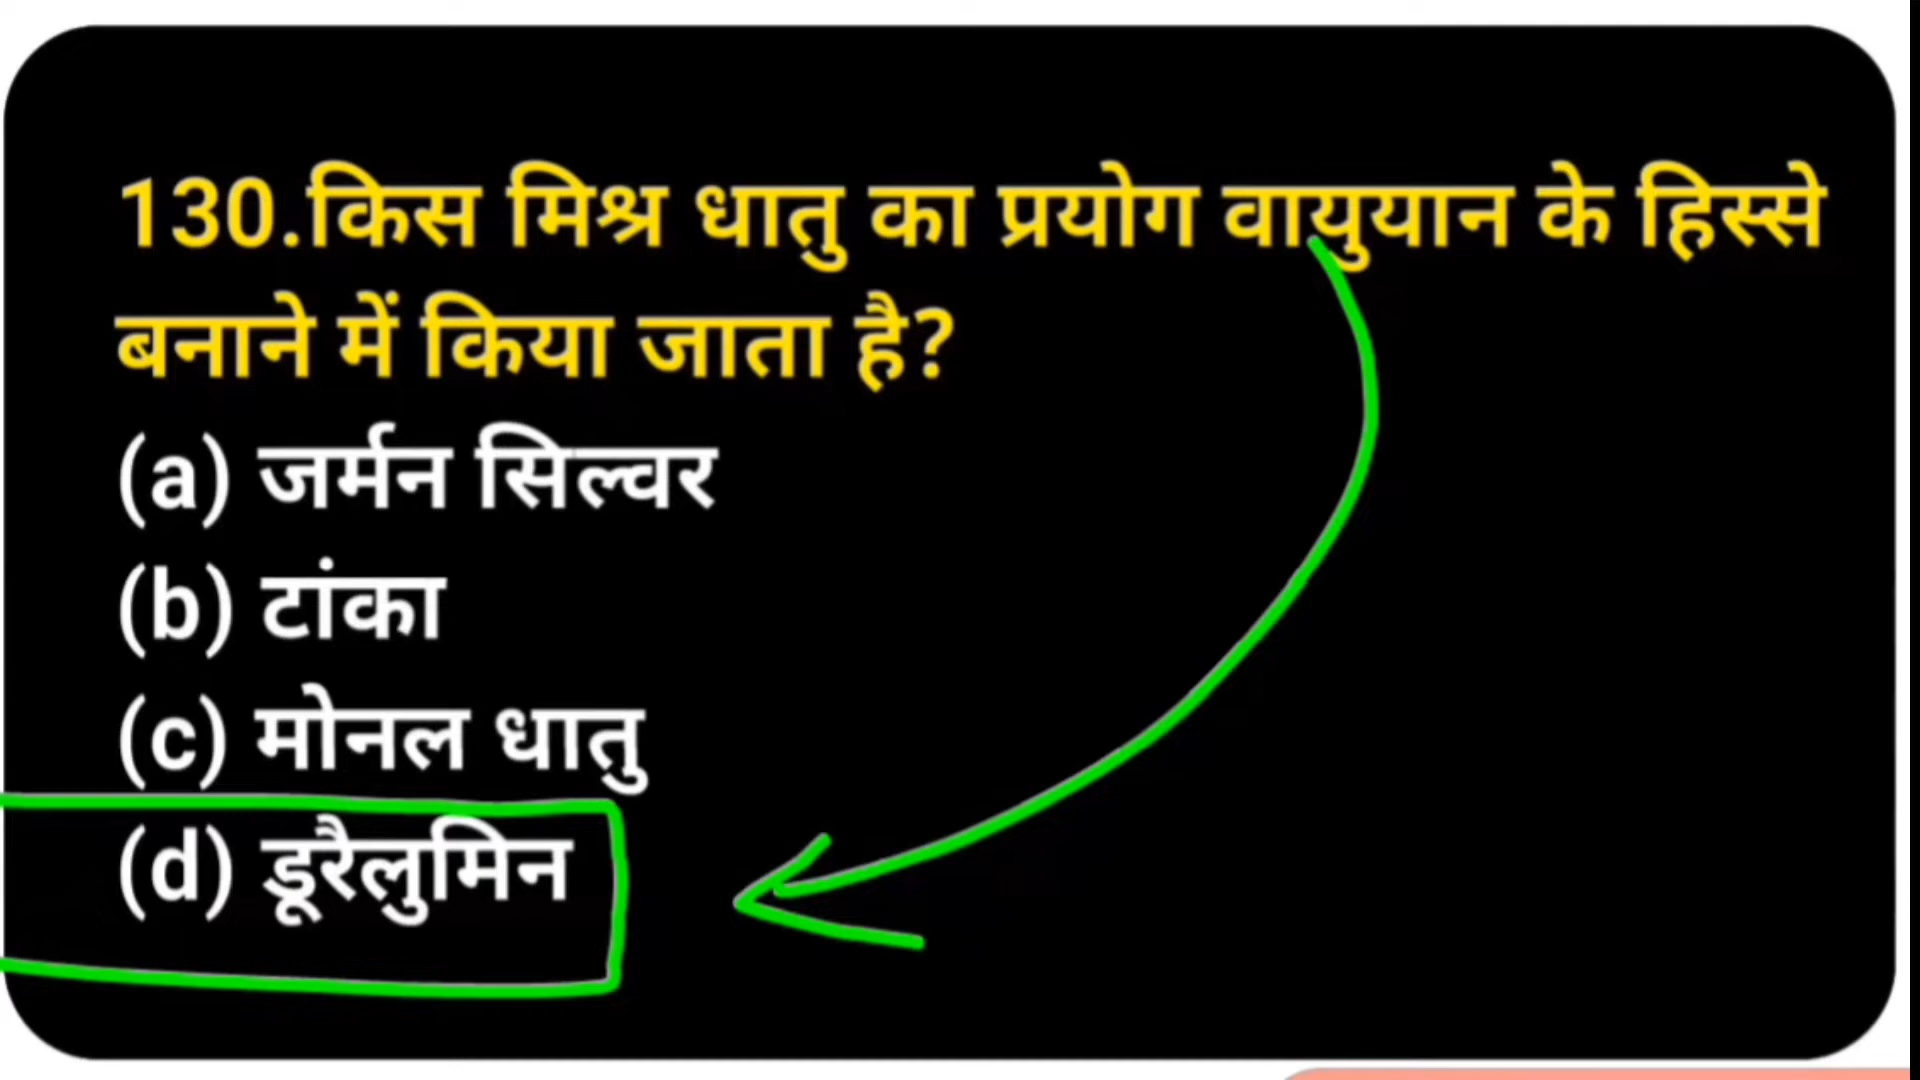 130.किस मिश्र धातु का प्रयोग वायुयान के हिस्से
बनाने में किया जाता है?
(a) जर्मन सिल्वर
(b) टांका
(c) मोनल धातु
(d) डूरैलुमिन